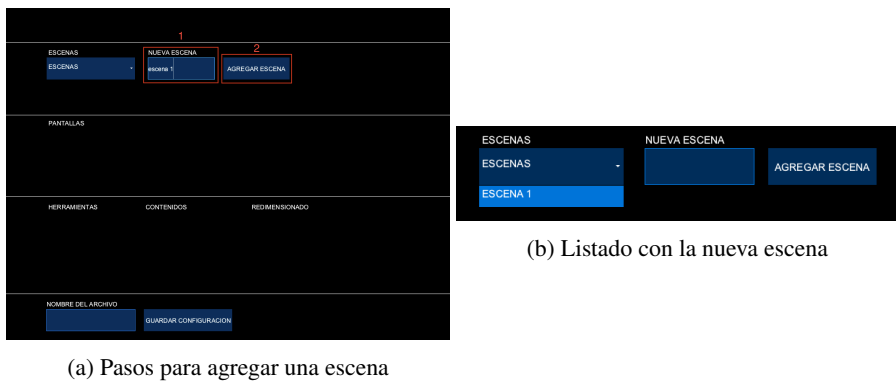 1
2
ESCENAS
NUEVA ESCENA
ESCENAS
escena 1
AGREGAR ESCENA
PANTALLAS
HERRAMIENTAS
CONTENIDOS
REDIMENSIONADO
NOMBRE DEL ARCHIVO
GUARDAR CONFIGURACION
(a) Pasos para agregar una escena
ESCENAS
NUEVA ESCENA
ESCENAS
AGREGAR ESCENA
ESCENA 1
(b) Listado con la nueva escena